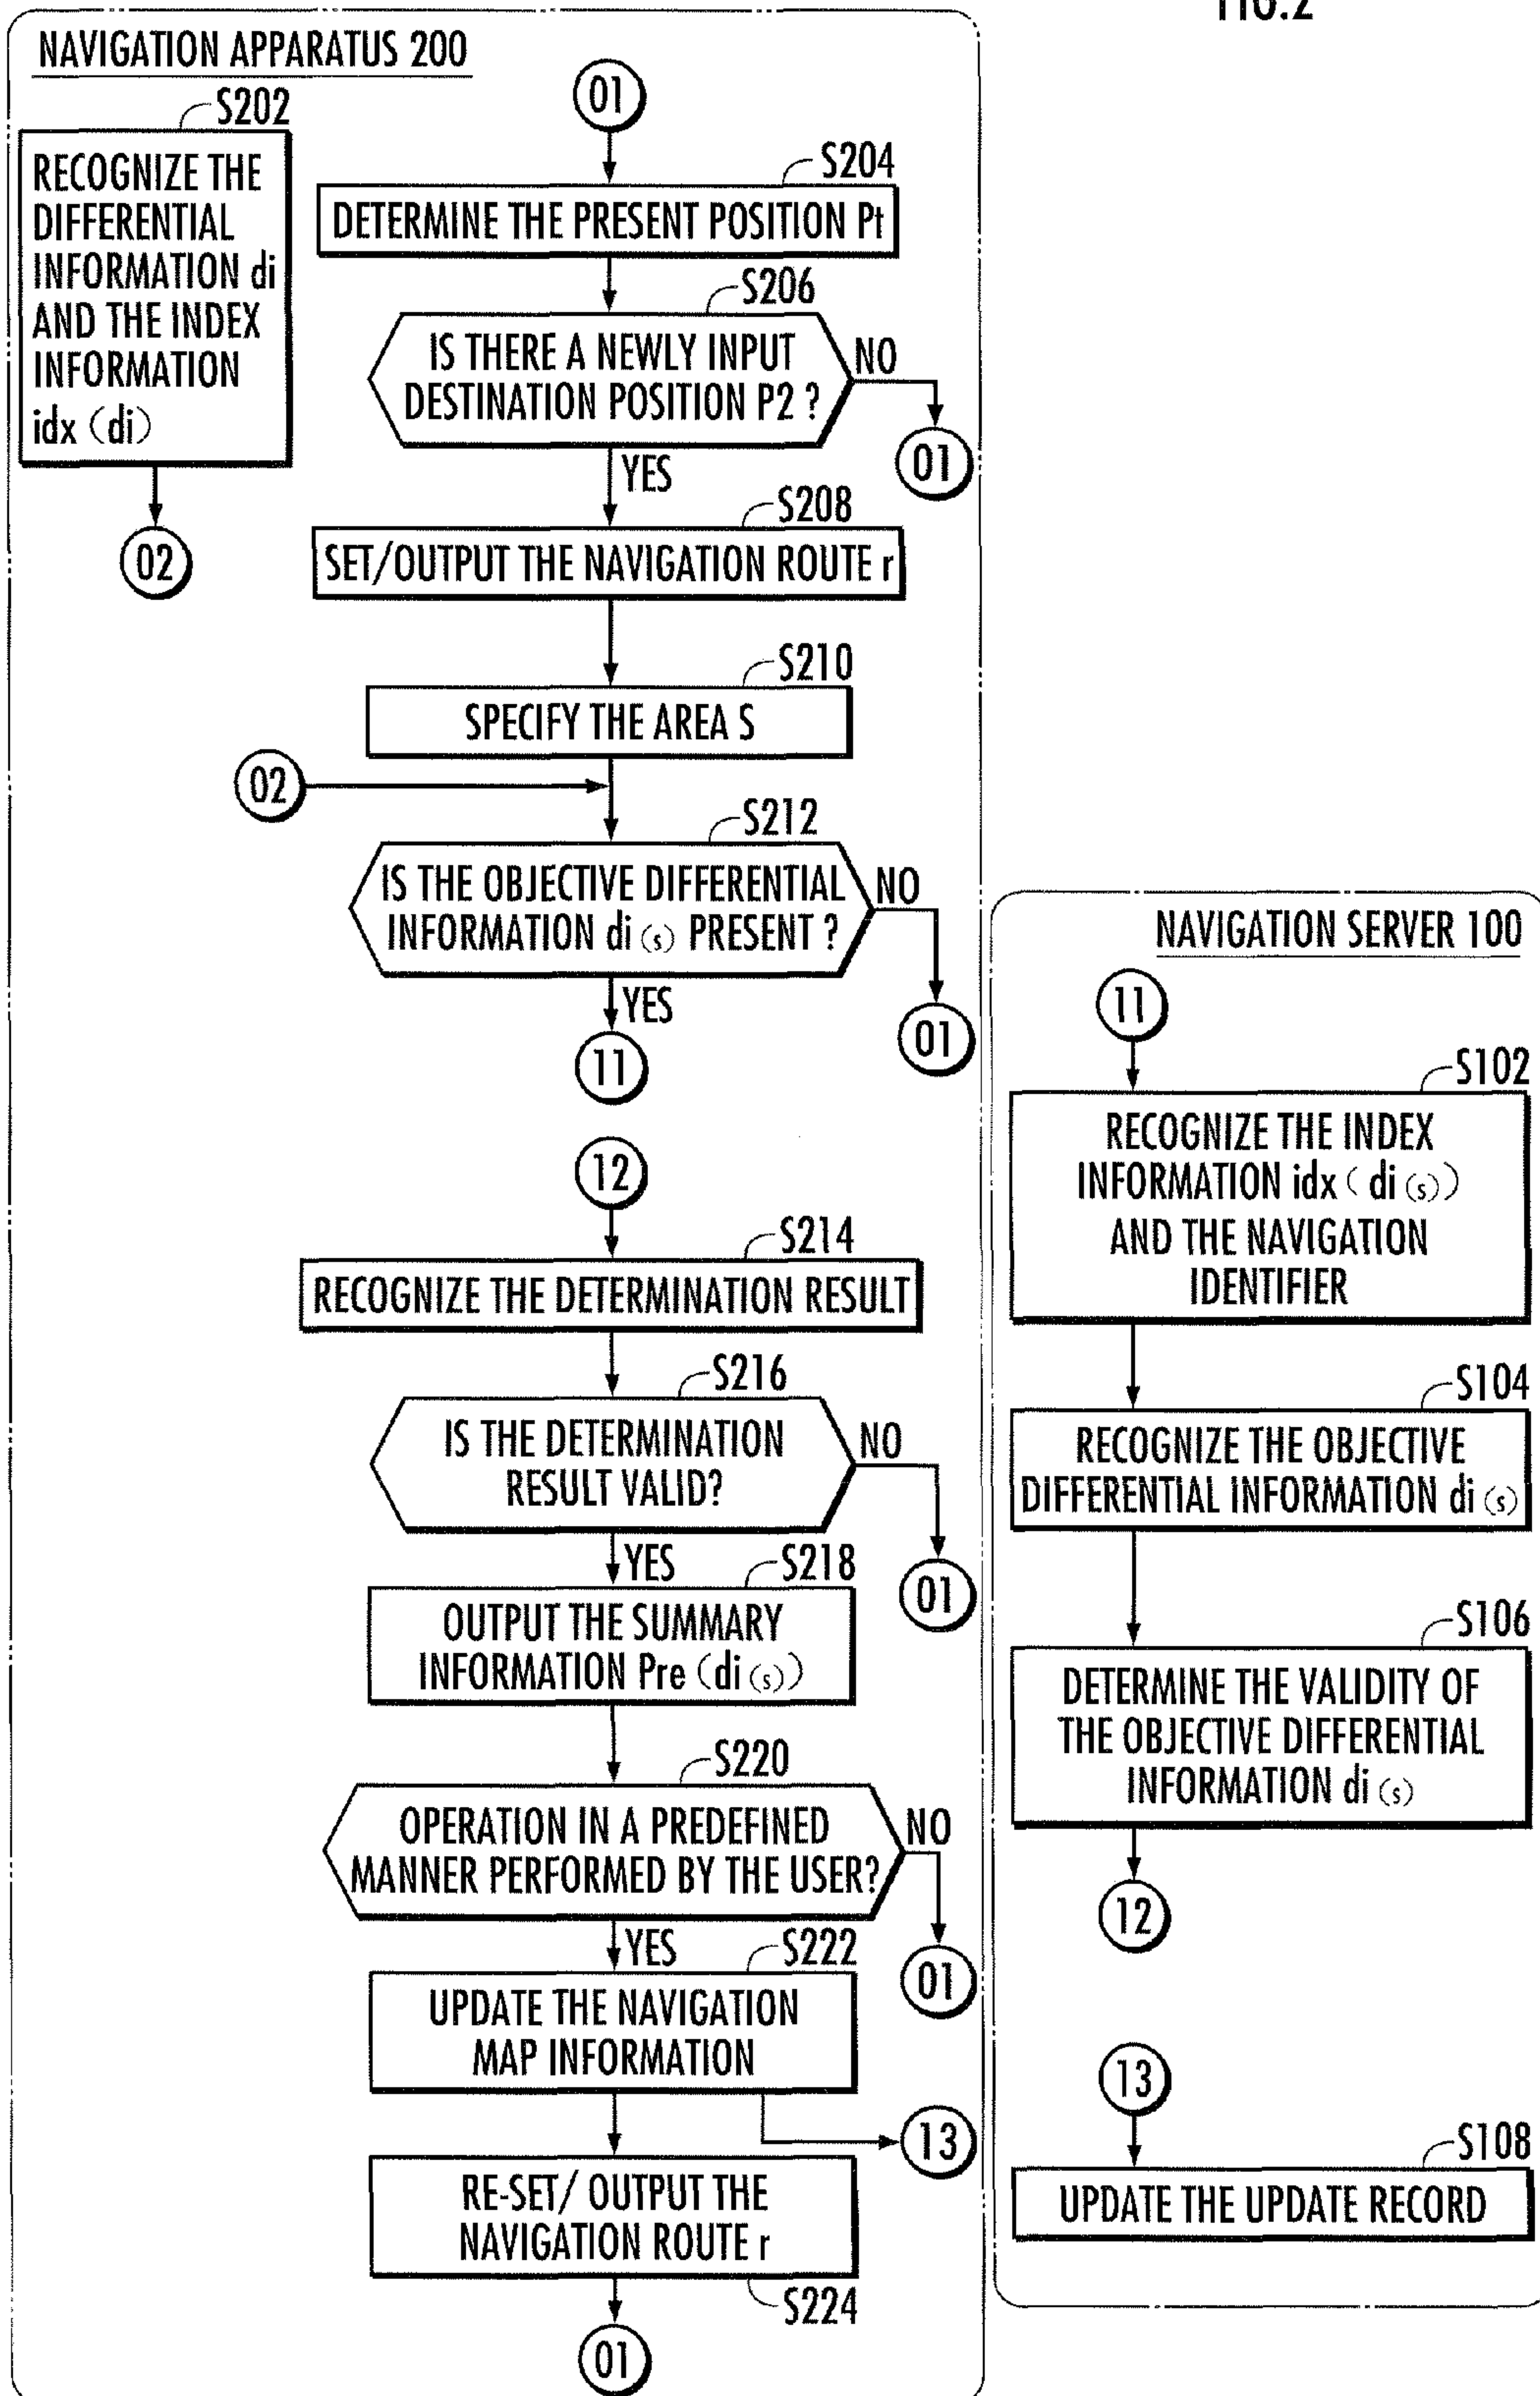 FIG.2
NAVIGATION APPARATUS 200
S202
RECOGNIZE THE
DIFFERENTIAL
INFORMATION di
AND THE INDEX
INFORMATION
idx (di)
02
01
S204
DETERMINE THE PRESENT POSITION Pt
S206
IS THERE A NEWLY INPUT
DESTINATION POSITION P2 ?
NO
01
YES
S208
SET/OUTPUT THE NAVIGATION ROUTE r
S210
SPECIFY THE AREA S
02
S212
IS THE OBJECTIVE DIFFERENTIAL
INFORMATION di (s) PRESENT ?
NO
01
YES
11
12
S214
RECOGNIZE THE DETERMINATION RESULT
S216
IS THE DETERMINATION
RESULT VALID?
NO
01
YES
S218
OUTPUT THE SUMMARY
INFORMATION Pre (di (s))
S220
OPERATION IN A PREDEFINED
MANNER PERFORMED BY THE USER?
NO
01
YES
S222
UPDATE THE NAVIGATION
MAP INFORMATION
13
RE-SET/ OUTPUT THE
NAVIGATION ROUTE r
S224
01
NAVIGATION SERVER 100
11
S102
RECOGNIZE THE INDEX
INFORMATION idx ( di (s))
AND THE NAVIGATION
IDENTIFIER
S104
RECOGNIZE THE OBJECTIVE
DIFFERENTIAL INFORMATION di (s)
S106
DETERMINE THE VALIDITY OF
THE OBJECTIVE DIFFERENTIAL
INFORMATION di (s)
12
13
S108
UPDATE THE UPDATE RECORD